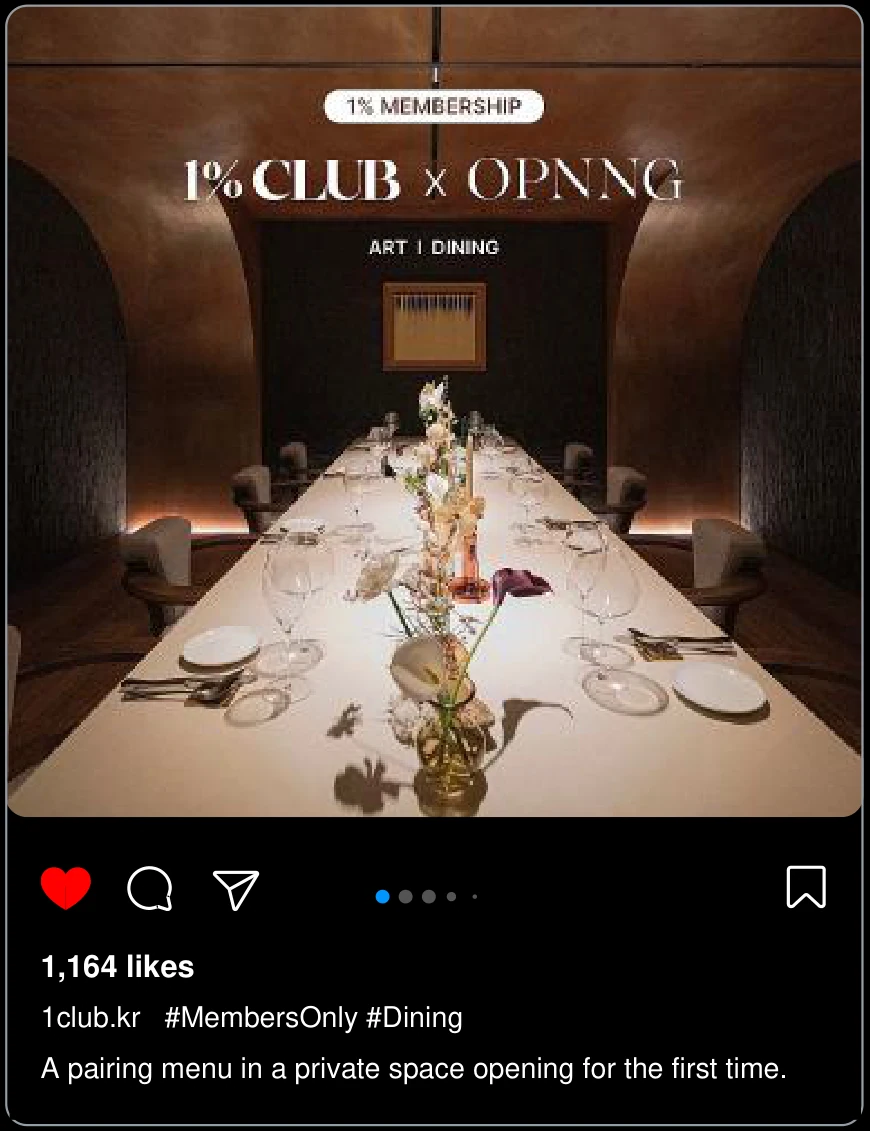 1% MEMBERSHIP
1% CLUB x OPNNG
ART | DINING
1,164 likes
1club.kr #MembersOnly #Dining
A pairing menu in a private space opening for the first time.